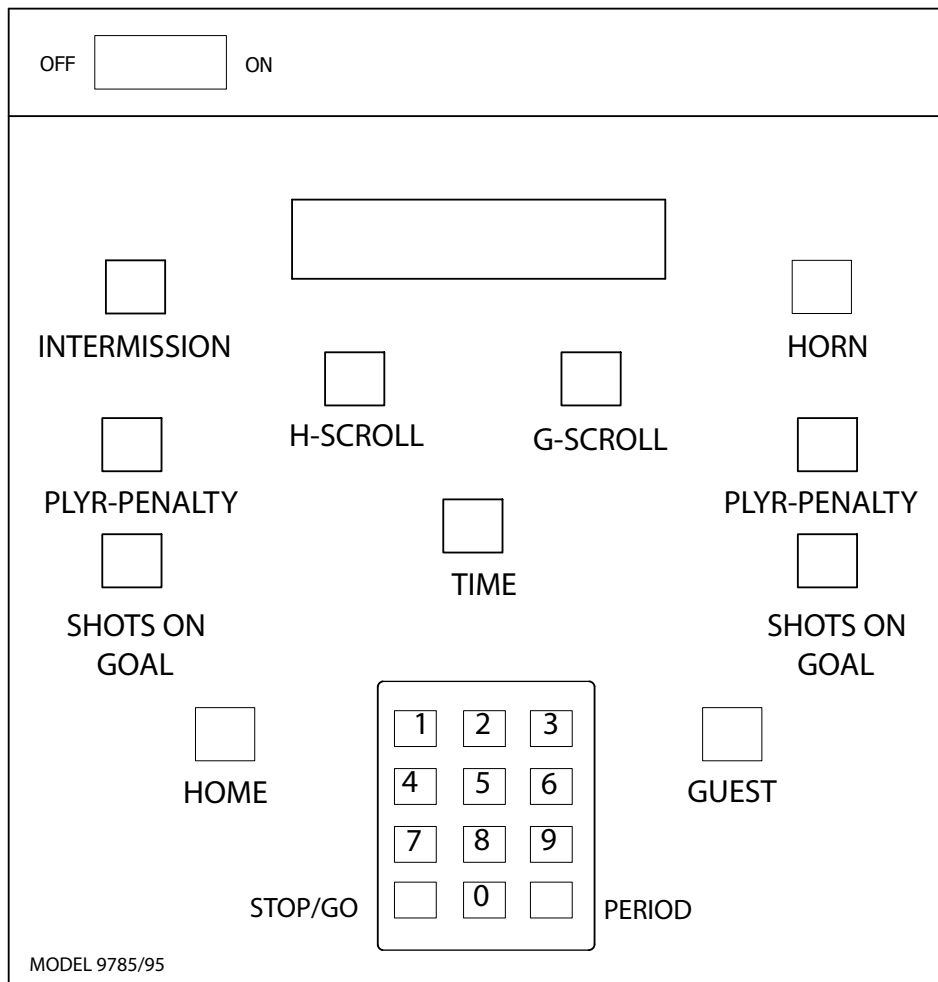 OFF ON
INTERMISSION HORN
H-SCROLL G-SCROLL
PLYR-PENALTY PLYR-PENALTY
TIME
SHOTS ON SHOTS ON
GOAL GOAL
1 2 3
HOME 4 5 6 GUEST
7 8 9
STOP/GO 0 PERIOD
MODEL 9785/95